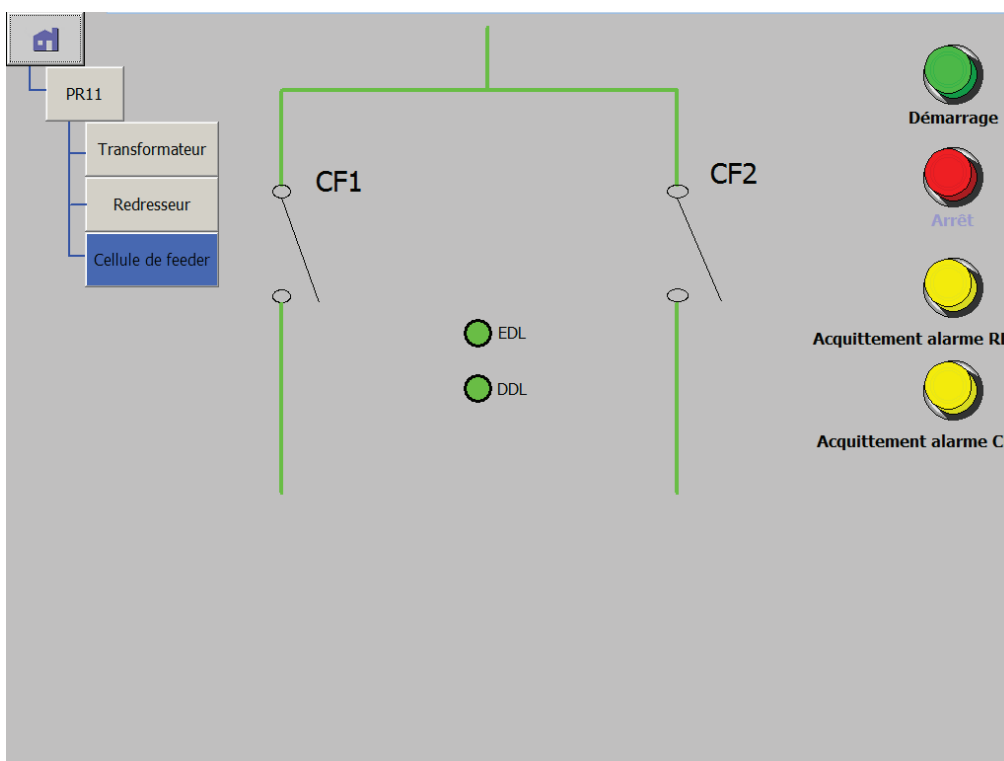 PR11
Transformateur
Redresseur
Cellule de feeder
CF1
CF2
EDL
DDL
Démarrage
Arrêt
Acquittement alarme
Acquittement alarme C